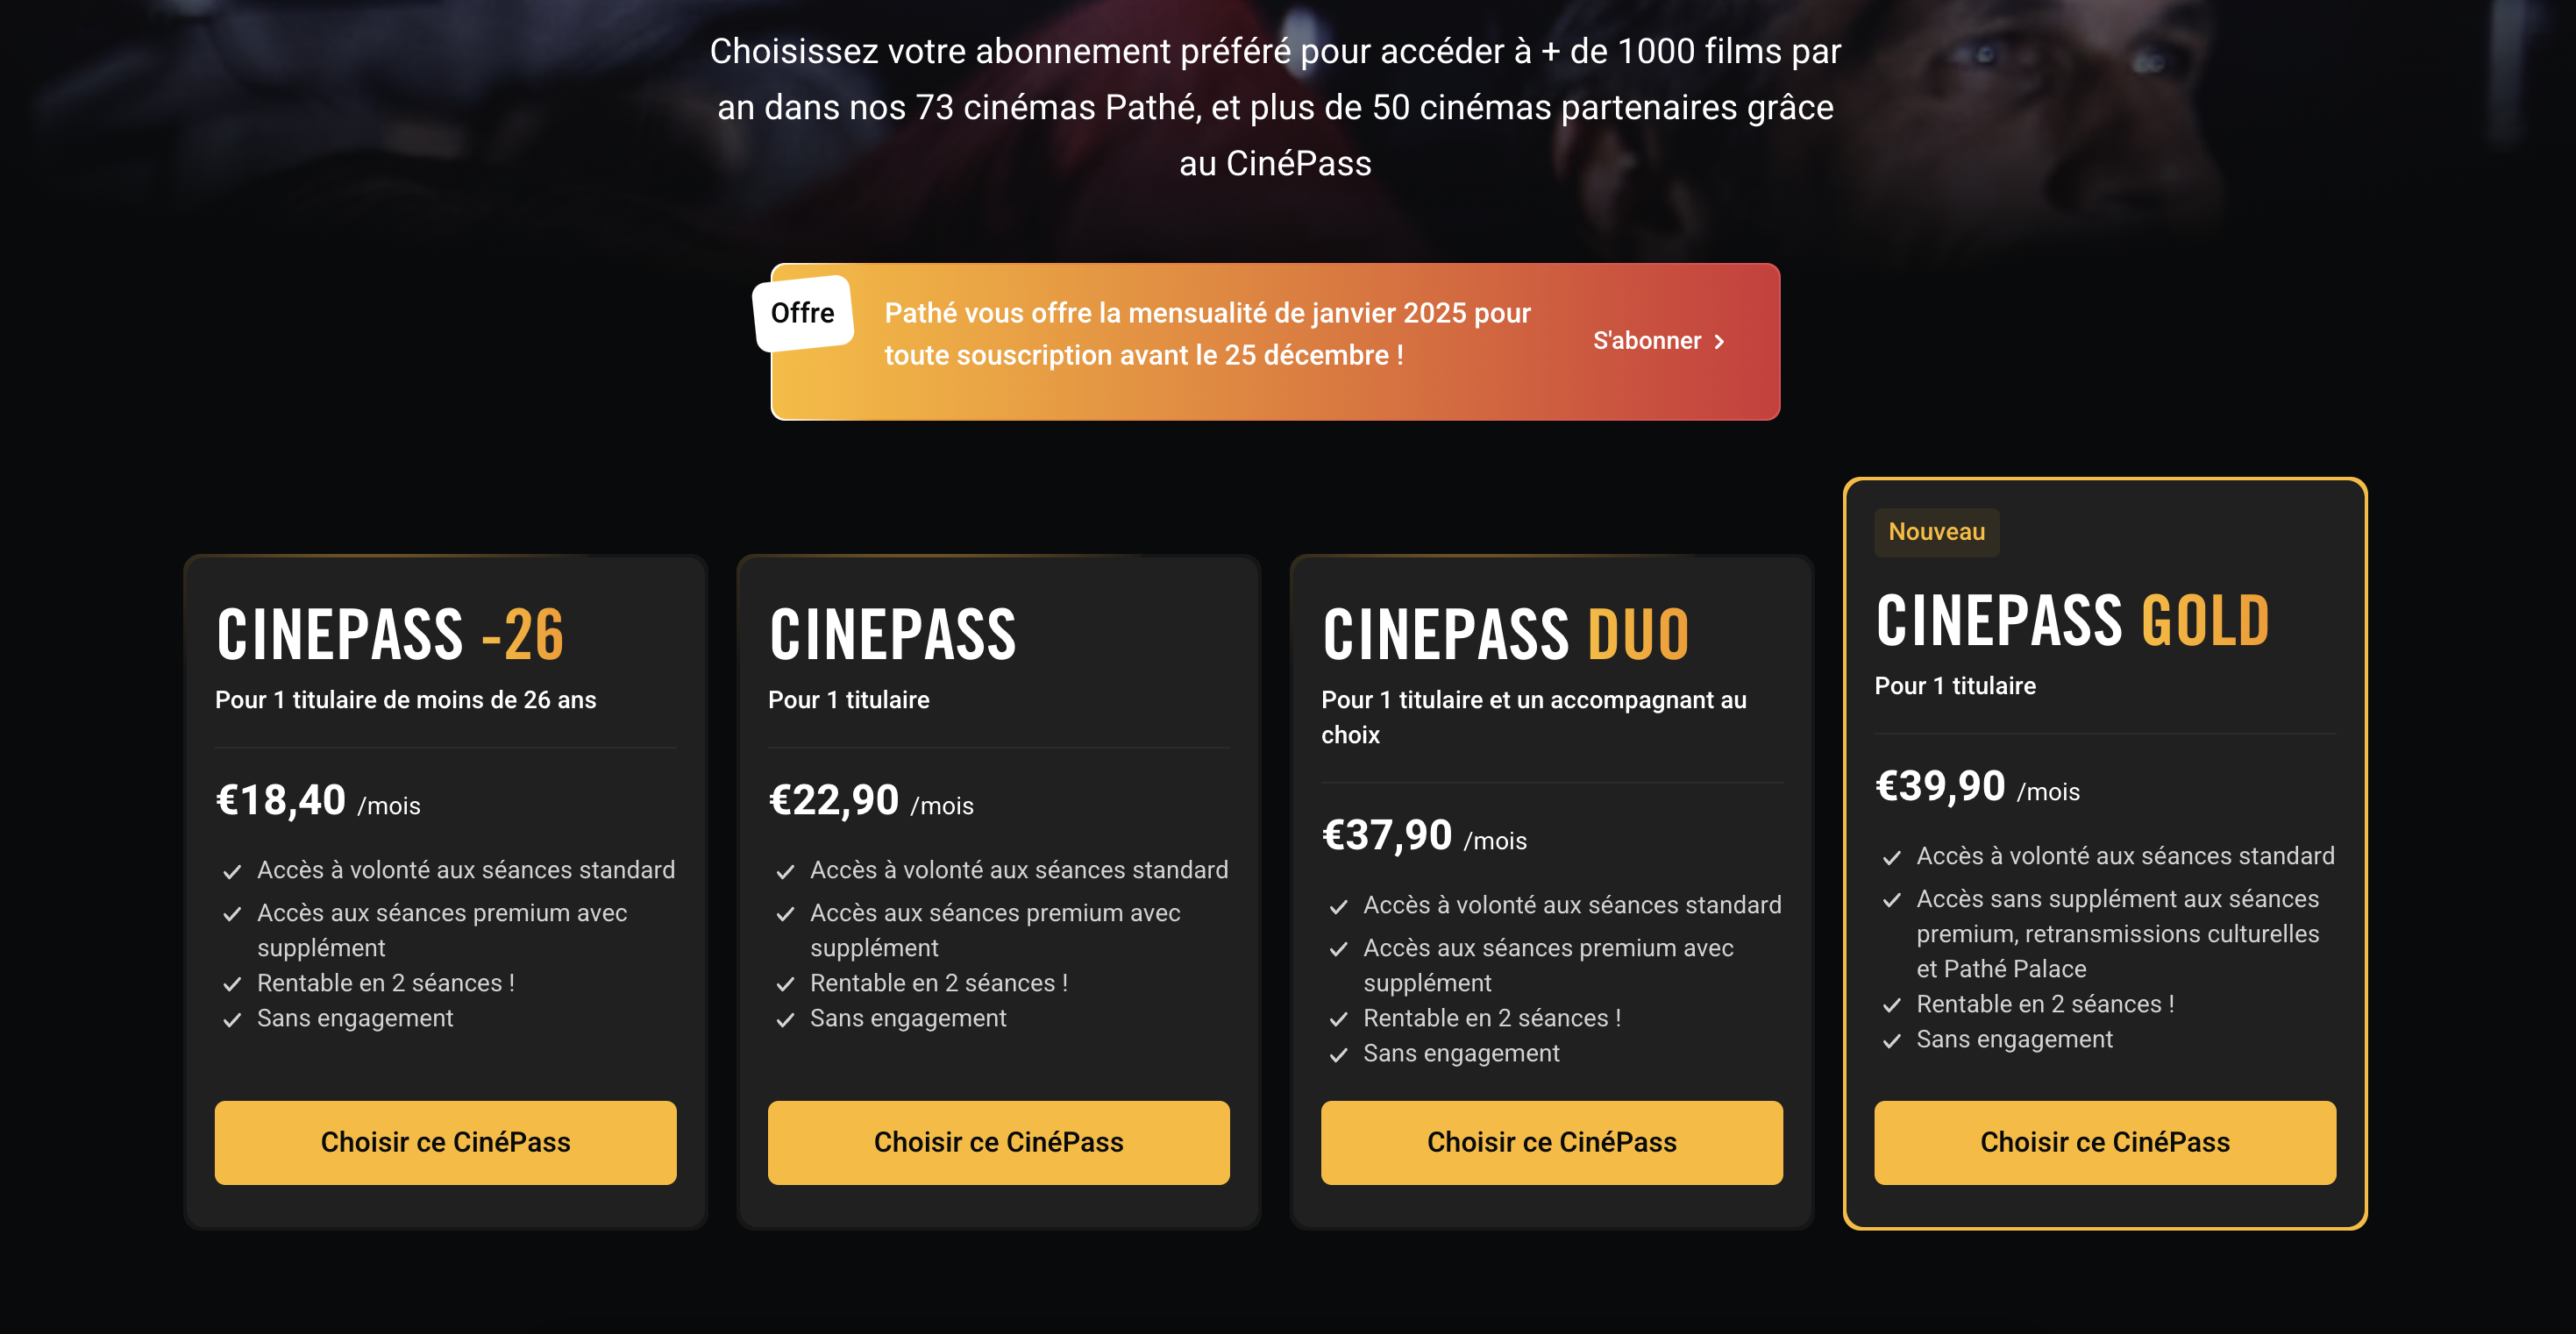 Choisissez votre abonnement préféré pour accéder à + de 1000 films par
an dans nos 73 cinémas Pathé, et plus de 50 cinémas partenaires grâce
au CinéPass
Offre
Pathé vous offre la mensualité de janvier 2025 pour
toute souscription avant le 25 décembre !
S'abonner
CINEPASS -26
Pour 1 titulaire de moins de 26 ans
€18,40 /mois
Accès à volonté aux séances standard
Accès aux séances premium avec
supplément
Rentable en 2 séances !
Sans engagement
Choisir ce CinéPass
CINEPASS
Pour 1 titulaire
€22,90 /mois
Accès à volonté aux séances standard
Accès aux séances premium avec
supplément
Rentable en 2 séances !
Sans engagement
Choisir ce CinéPass
CINEPASS DUO
Pour 1 titulaire et un accompagnant au
choix
€37,90 /mois
Accès à volonté aux séances standard
Accès aux séances premium avec
supplément
Rentable en 2 séances !
Sans engagement
Choisir ce CinéPass
Nouveau
CINEPASS GOLD
Pour 1 titulaire
€39,90 /mois
Accès à volonté aux séances standard
Accès sans supplément aux séances
premium, retransmissions culturelles
et Pathé Palace
Rentable en 2 séances !
Sans engagement
Choisir ce CinéPass